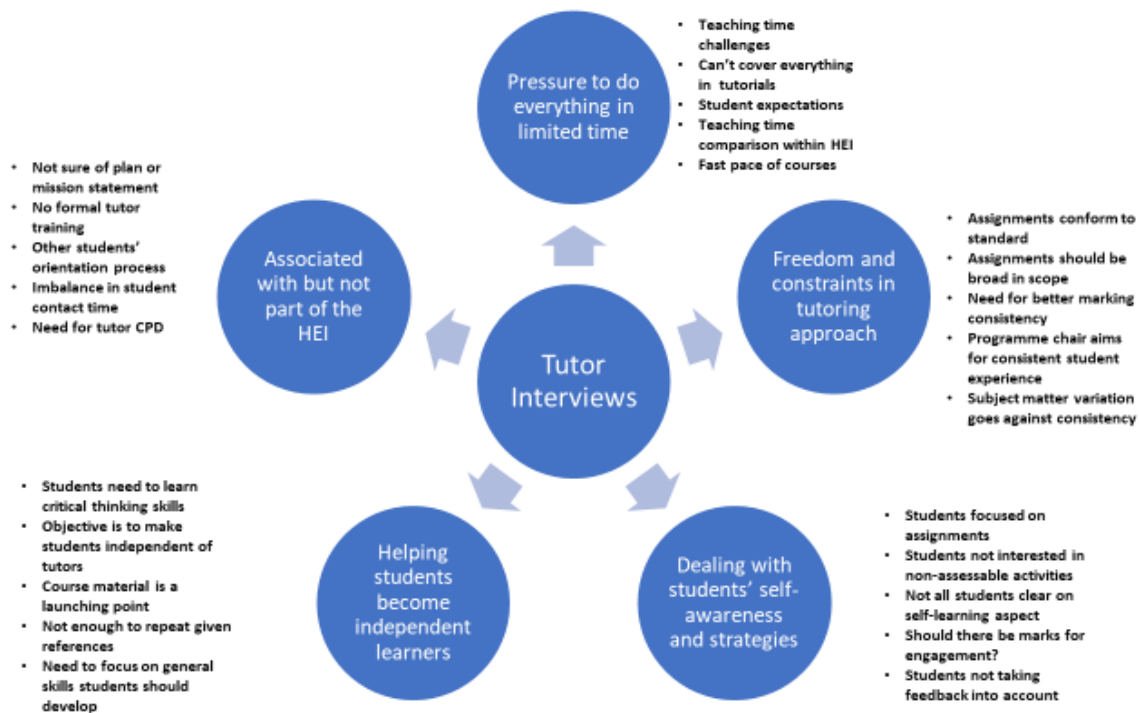 Pressure to do
everything in
limited time
• Teaching time
challenges
• Can't cover everything
in tutorials
• Student expectations
• Teaching time
comparison within HEI
• Fast pace of courses
• Not sure of plan or
mission statement
• No formal tutor
training
• Other students'
orientation process
• Imbalance in student
contact time
• Need for tutor CPD
Associated
with but not
part of the
HEI
Freedom and
constraints in
tutoring
approach
• Assignments conform to
standard
• Assignments should be
broad in scope
• Need for better marking
consistency
• Programme chair aims
for consistent student
experience
• Subject matter variation
goes against consistency
Tutor
Interviews
• Students need to learn
critical thinking skills
• Objective is to make
students independent of
tutors
• Course material is a
launching point
• Not enough to repeat given
references
• Need to focus on general
skills students should
develop
Helping
students
become
independent
learners
Dealing with
students' self-
awareness
and strategies
• Students focused on
assignments
• Students not interested in
non-assessable activities
• Not all students clear on
self-learning aspect
• Should there be marks for
engagement?
• Students not taking
feedback into account